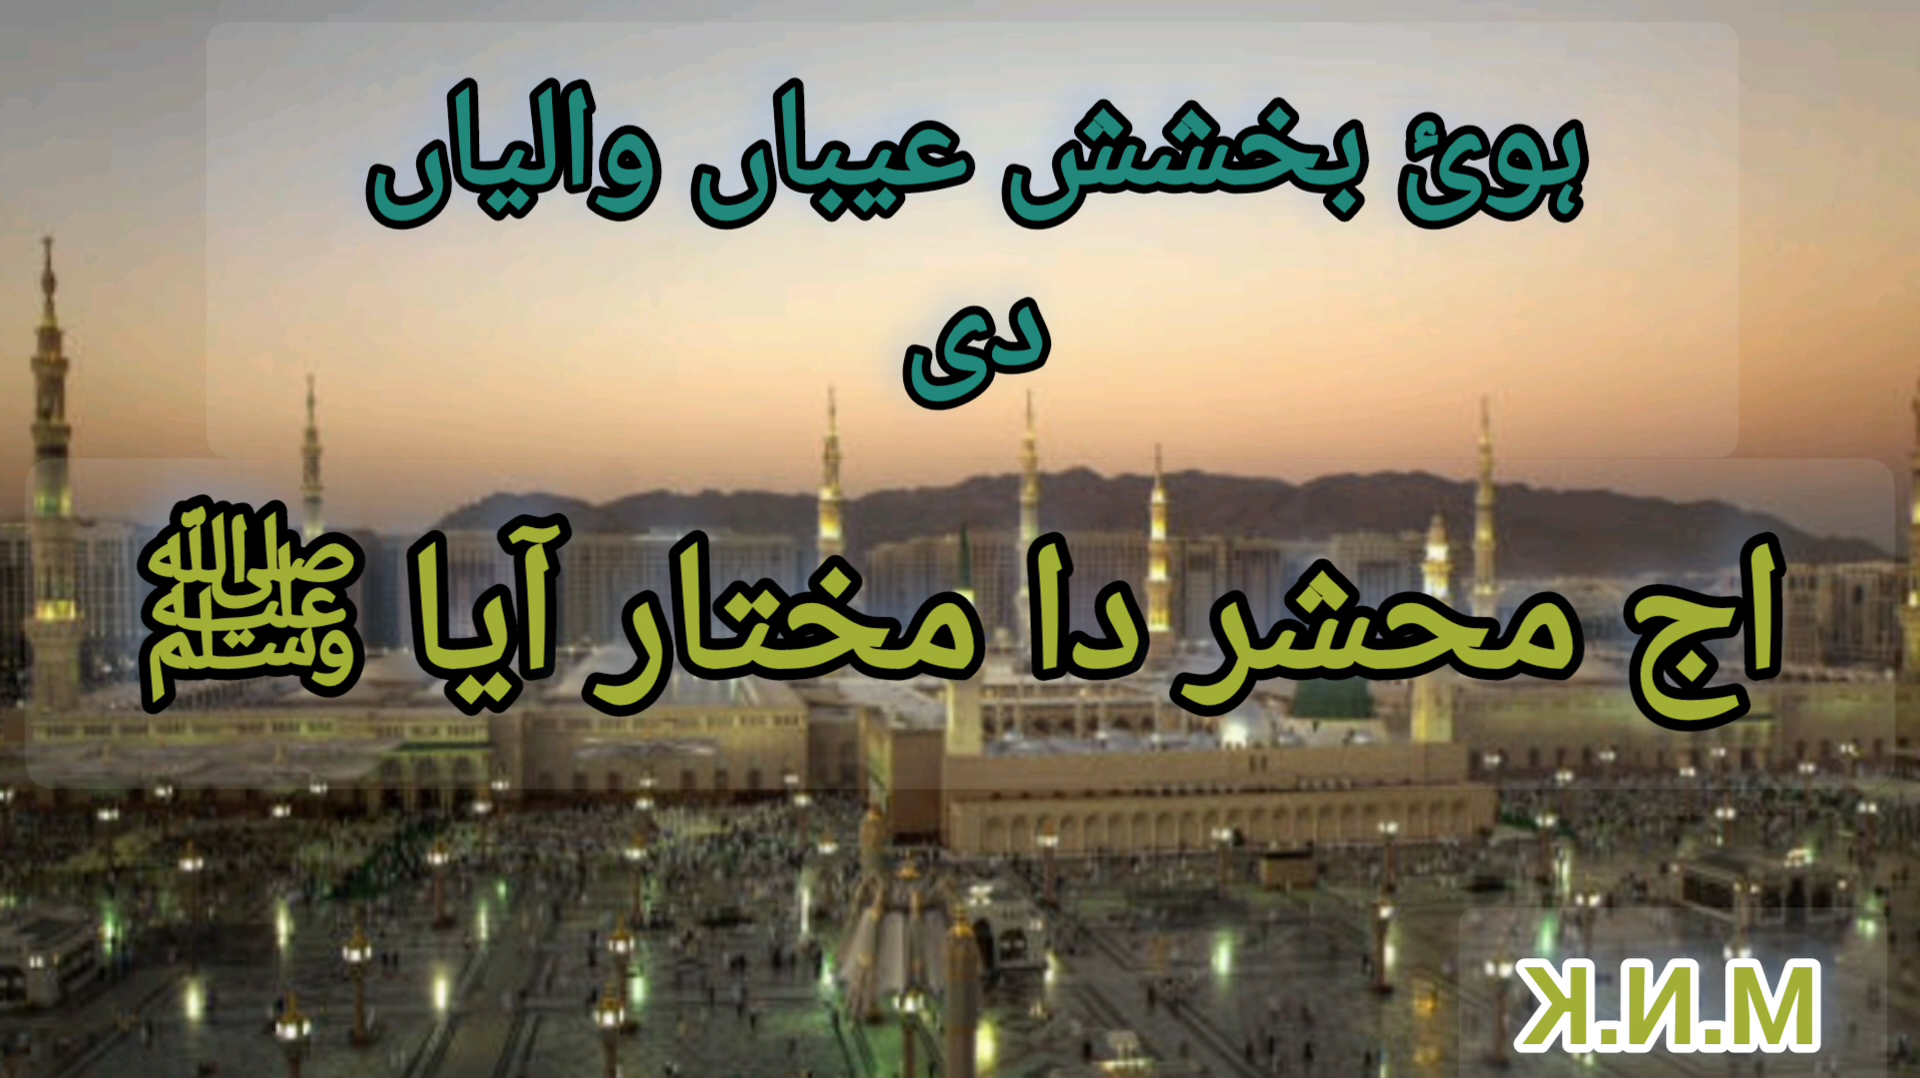 ہوئ بخشش عیباں والیاں
دی
اج محشر دا مختار آیا ﷺ
M.N.K